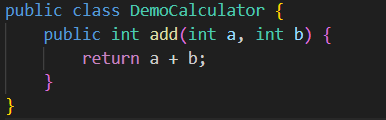 public class DemoCalculator {
    public int add(int a, int b) {
        return a + b;
    }
}